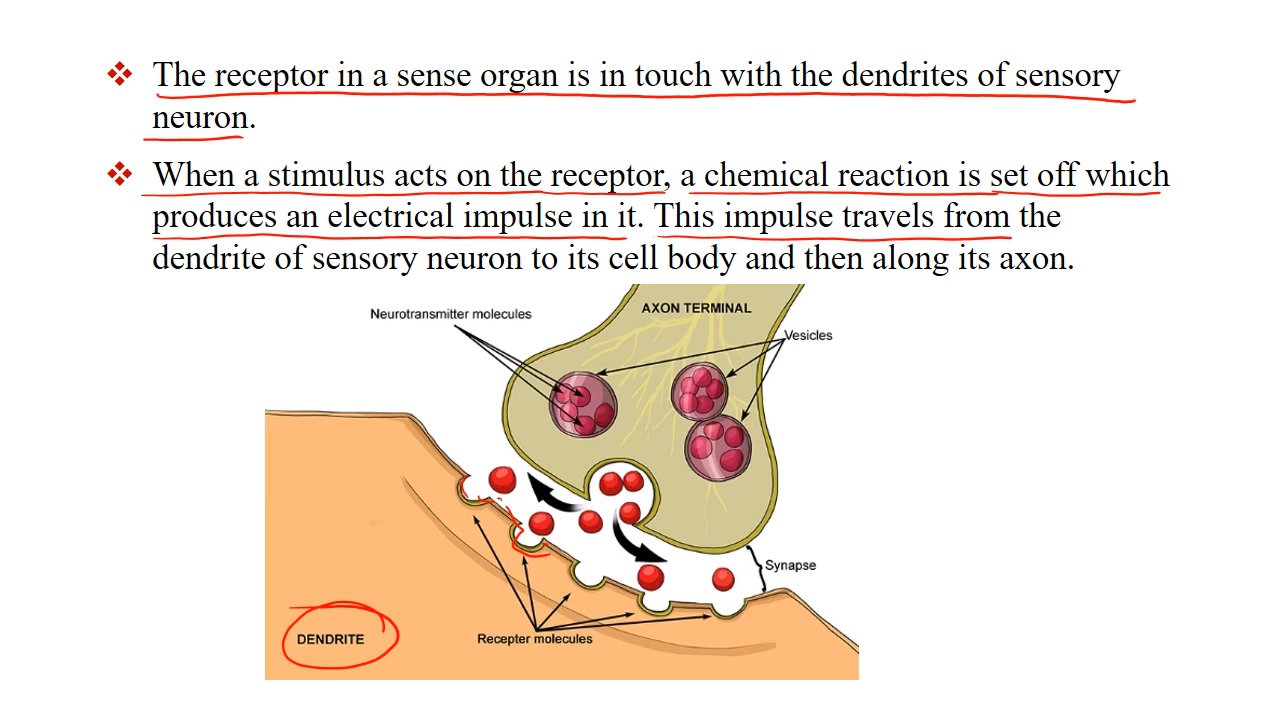 The receptor in a sense organ is in touch with the dendrites of sensory
neuron.
When a stimulus acts on the receptor, a chemical reaction is set off which
produces an electrical impulse in it. This impulse travels from the
dendrite of sensory neuron to its cell body and then along its axon.
Neurotransmitter molecules
AXON TERMINAL
Vesicles
Synapse
DENDRITE
Recepter molecules